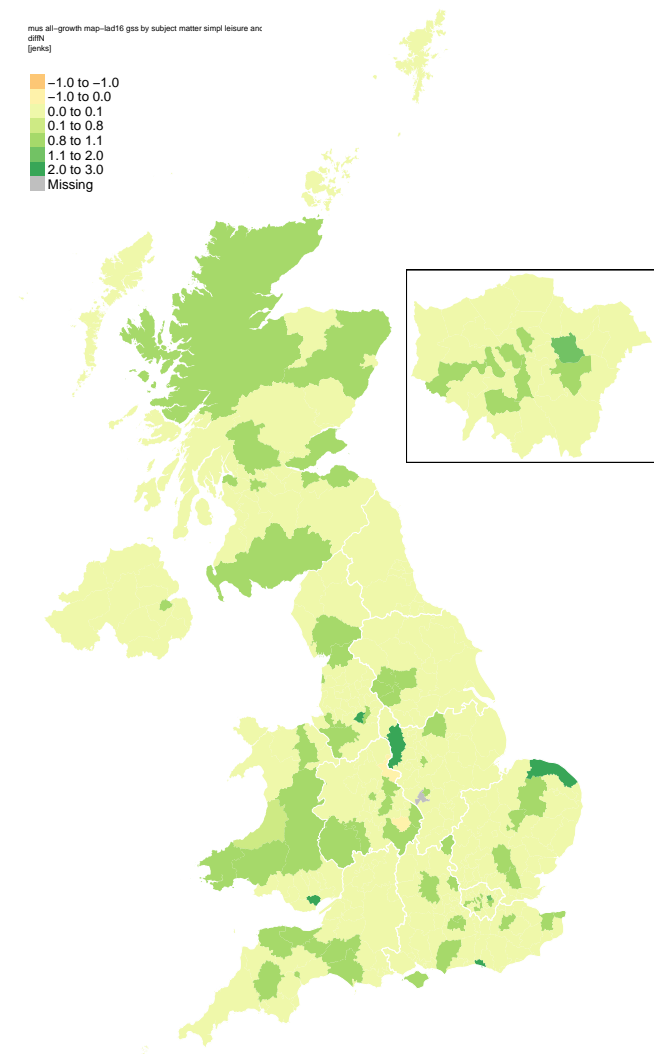 mus all−growth map−lad16 gss by subject matter simpl leisure and
diffN
[jenks]
−1.0 to −1.0
−1.0 to 0.0
0.0 to 0.1
0.1 to 0.8
0.8 to 1.1
1.1 to 2.0
2.0 to 3.0
Missing